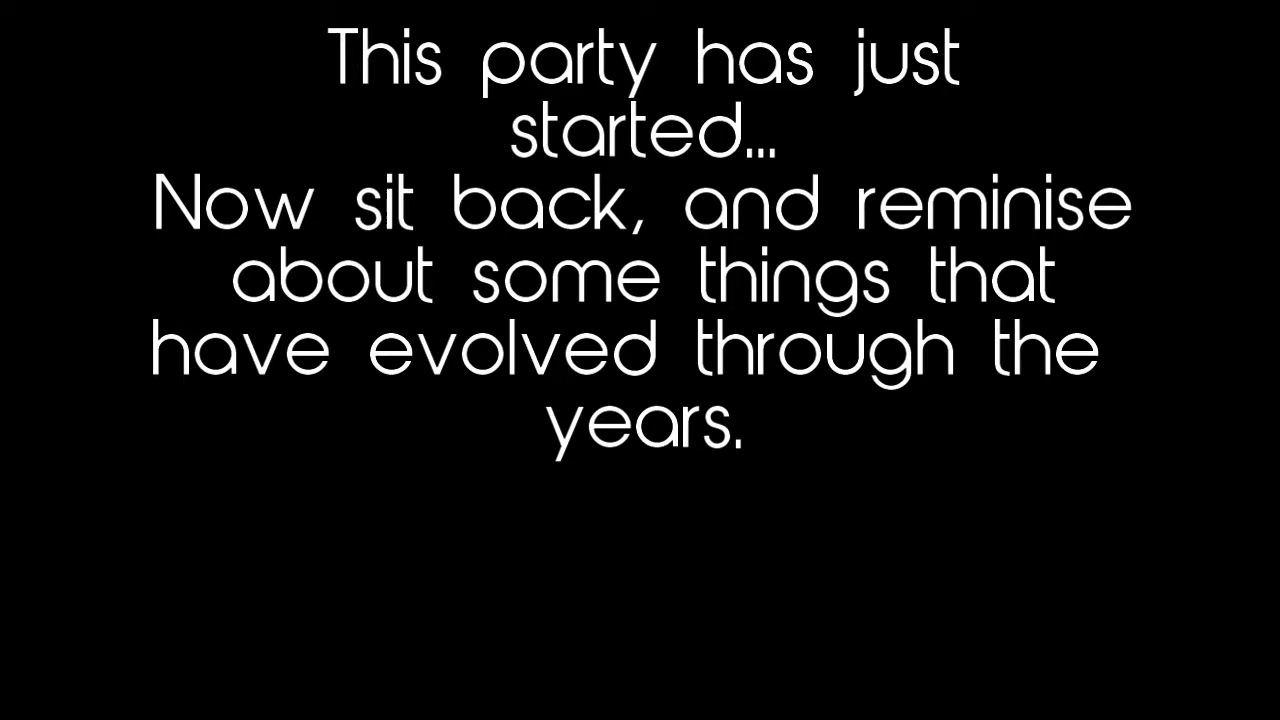 This party has just
started...
Now sit back, and reminise
about some things that
have evolved through the
years.